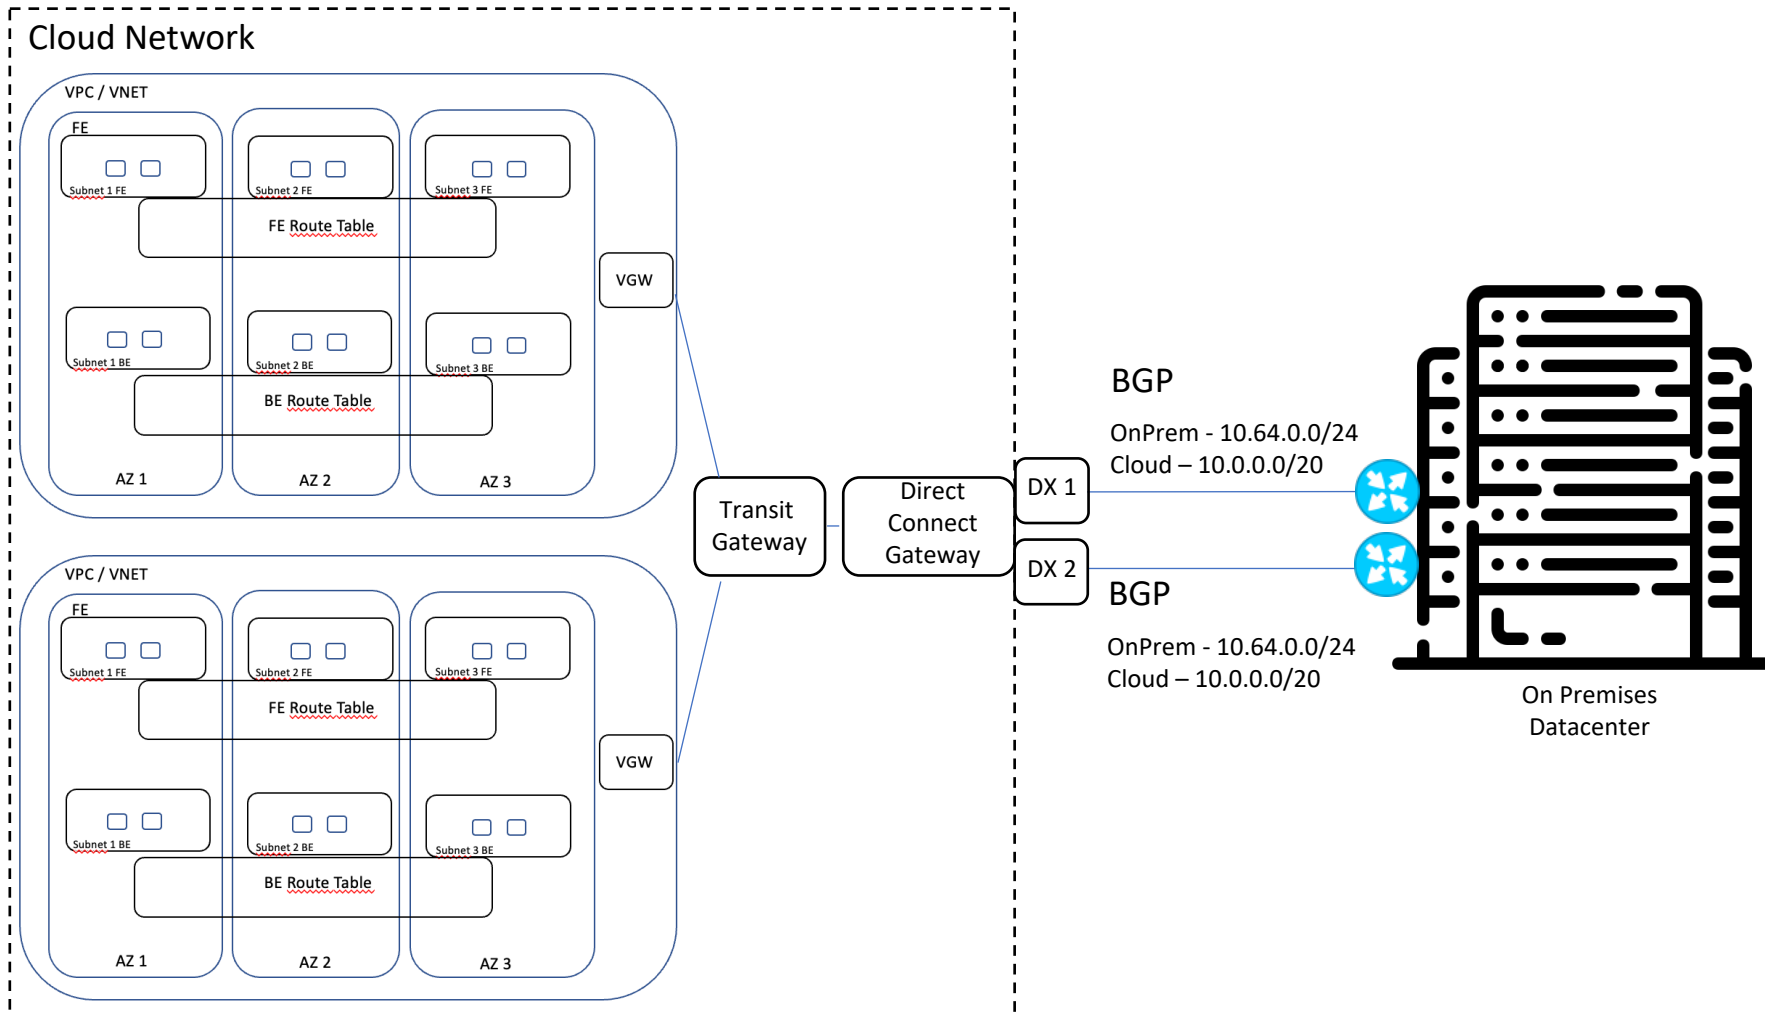 Cloud Network
VPC / VNET
FE
Subnet 1 FE
Subnet 2 FE
Subnet 3 FE
FE Route Table
VGW
Subnet 1 BE
Subnet 2 BE
Subnet 3 BE
BE Route Table
AZ 1
AZ 2
AZ 3
VPC / VNET
FE
Subnet 1 FE
Subnet 2 FE
Subnet 3 FE
FE Route Table
VGW
Subnet 1 BE
Subnet 2 BE
Subnet 3 BE
BE Route Table
AZ 1
AZ 2
AZ 3
Transit
Gateway
Direct
Connect
Gateway
DX 1
DX 2
BGP
OnPrem - 10.64.0.0/24
Cloud – 10.0.0.0/20
BGP
OnPrem - 10.64.0.0/24
Cloud – 10.0.0.0/20
On Premises
Datacenter